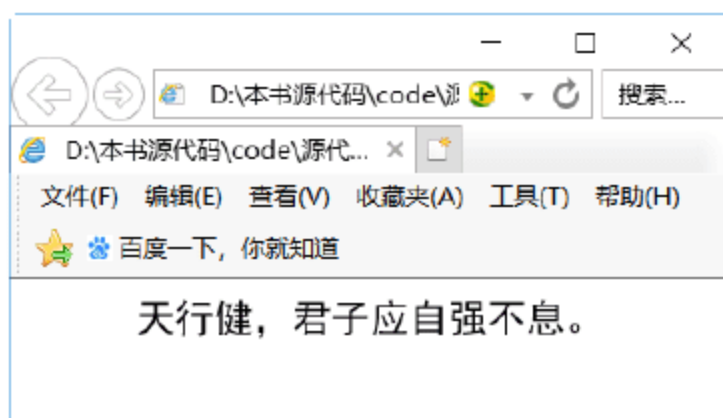 D:\本书源代码\code\源
搜索...
D:\本书源代码\code\源代...
文件(F) 编辑(E) 查看(V) 收藏夹(A) 工具(T) 帮助(H)
百度一下，你就知道
天行健，君子应自强不息。